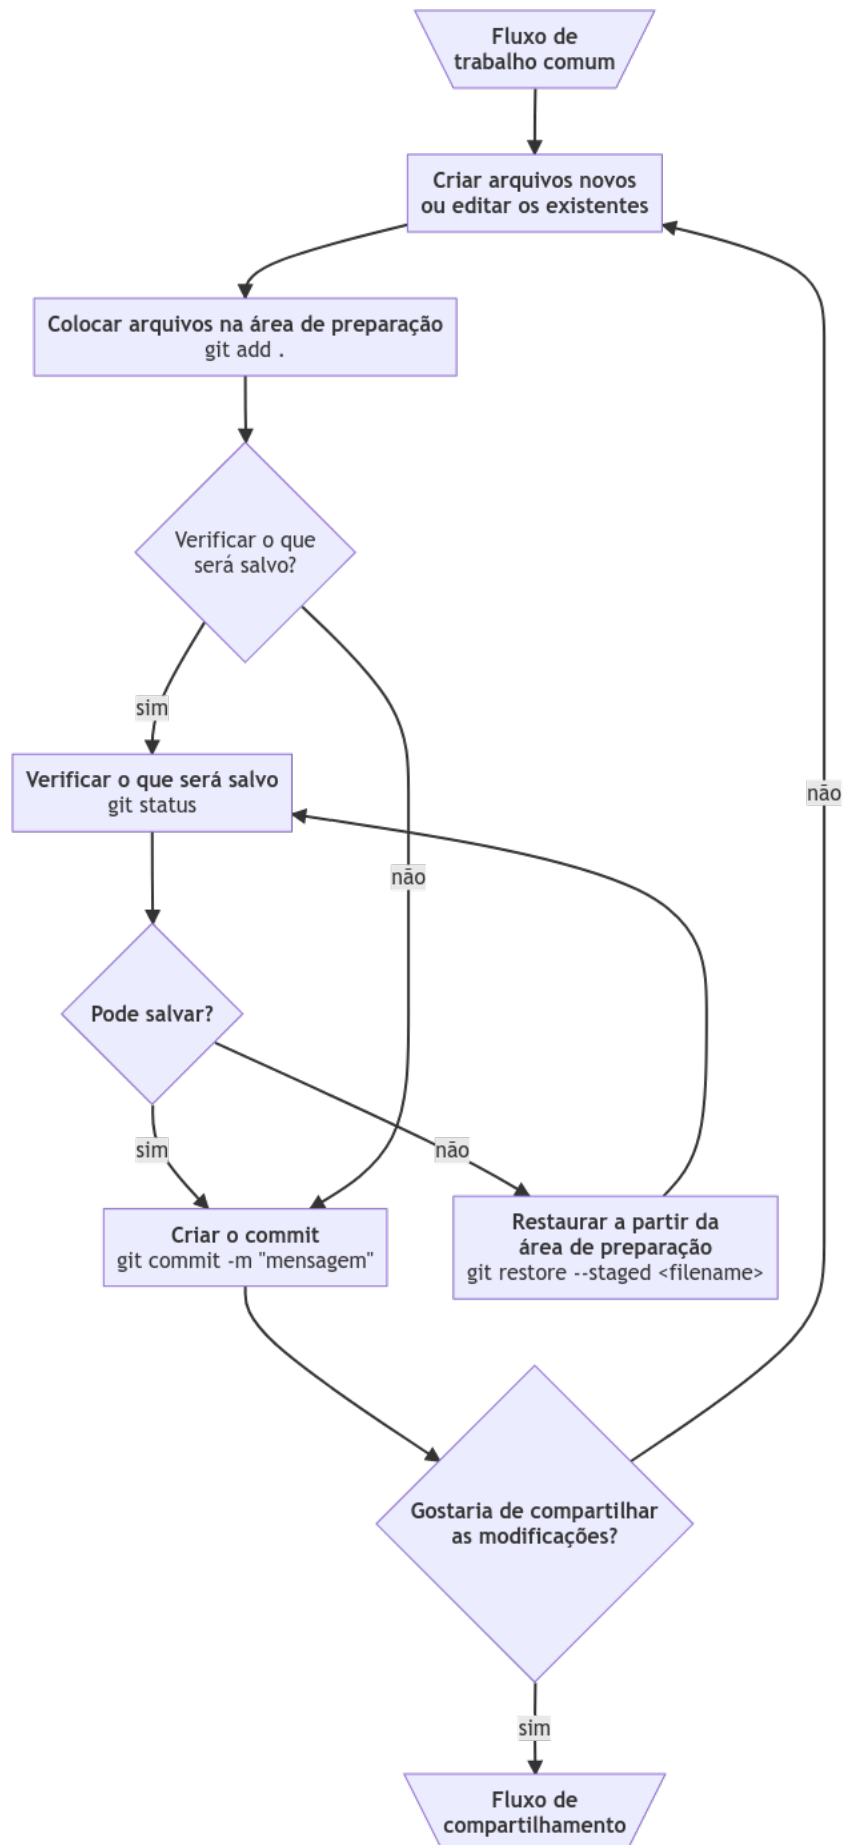 Fluxo de
trabalho comum
Criar arquivos novos
ou editar os existentes
Colocar arquivos na área de preparação
git add .
Verificar o que
será salvo?
sim
Verificar o que será salvo
git status
não
não
Pode salvar?
sim
não
Criar o commit
git commit -m "mensagem"
Restaurar a partir da
área de preparação
git restore --staged <filename>
Gostaria de compartilhar
as modificações?
sim
Fluxo de
compartilhamento